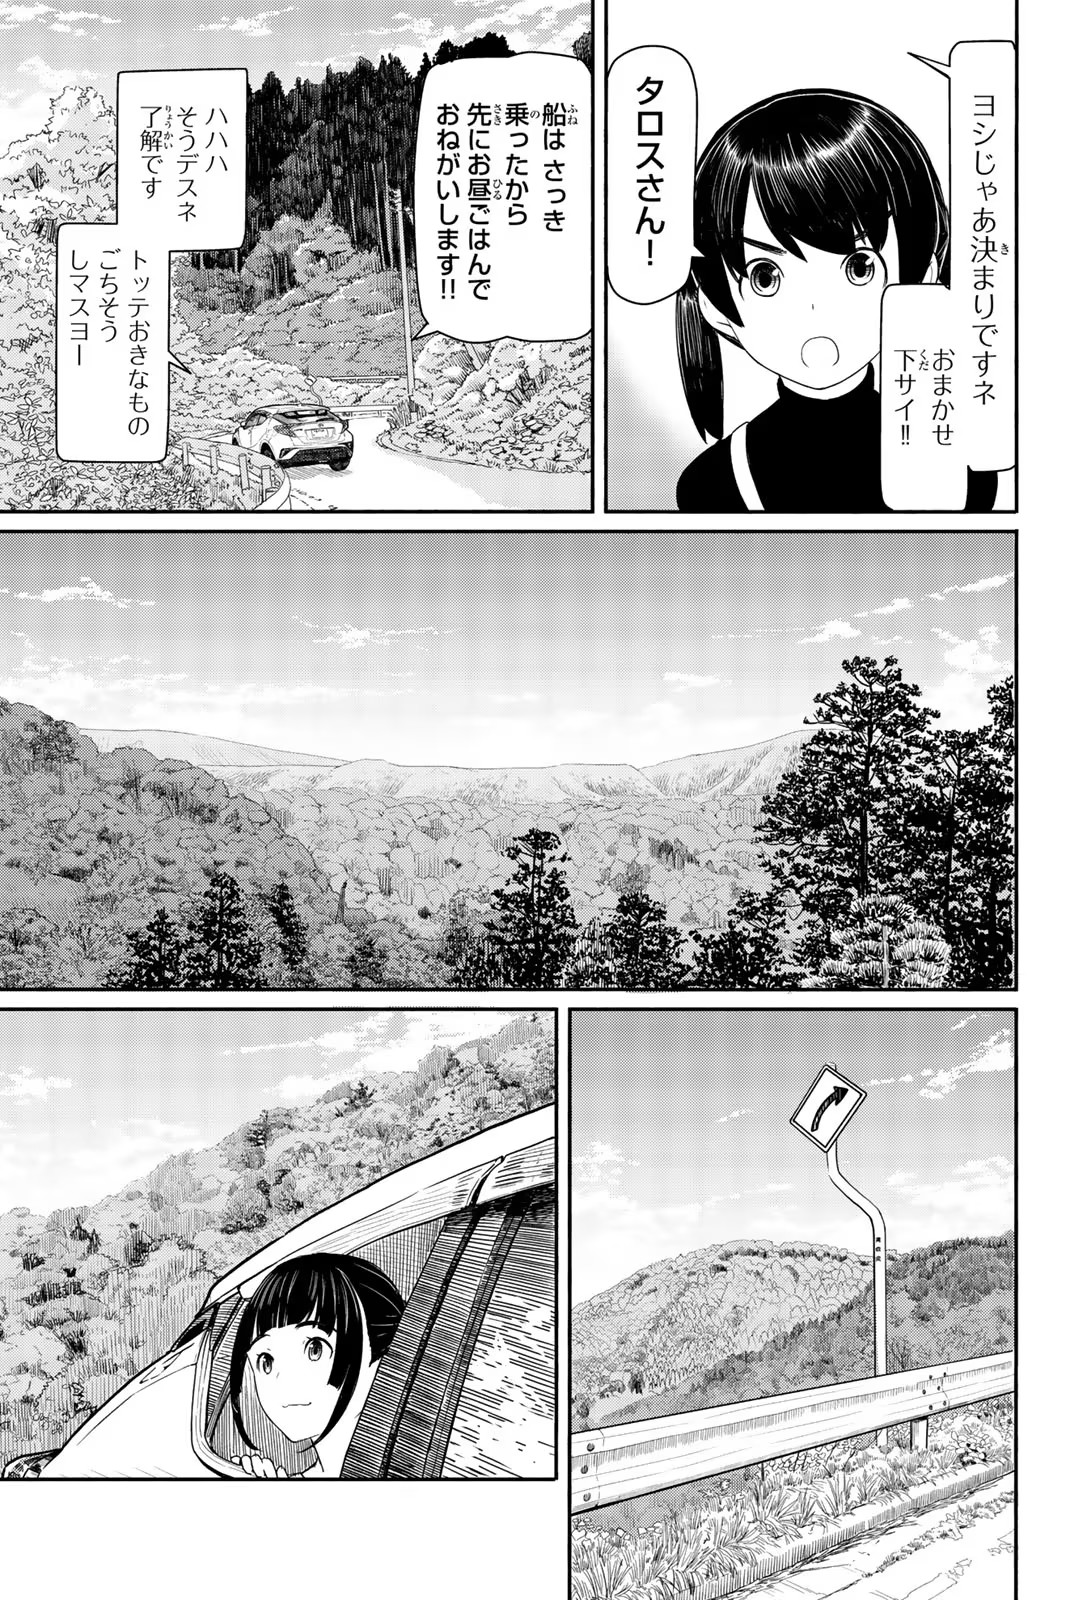 ヨシじゃあ決まりですネ
おまかせ
下サイ!!
タロスさん！
船は さっき
乗ったから
先にお昼ごはんで
おねがいします!!
ハハハ
そうデスネ
了解です
トッテおきなもの
ごちそう
しマスヨー